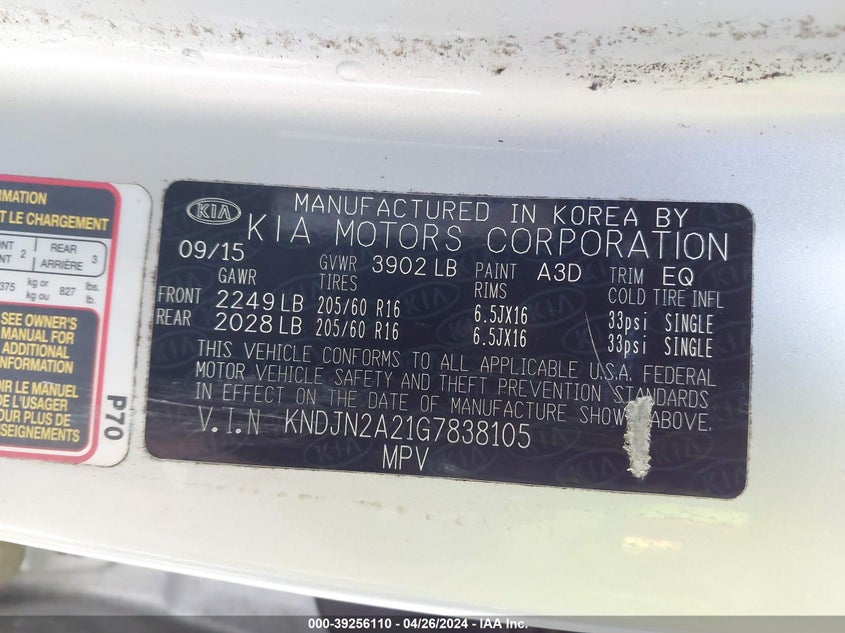 MATION
T LE CHARGEMENT
2 REAR 3
ARRIÈRE
375 kg or 827 lbs.
kg ou lb.
SEE OWNER'S
MANUAL FOR
ADDITIONAL
INFORMATION
LE MANUEL
DE L'USAGER
POUR PLUS DE
P70
KIA
MANUFACTURED IN KOREA BY
KIA MOTORS CORPORATION
09/15 GVWR 3902 LB PAINT A3D TRIM EQ
GAWR TIRES RIMS COLD TIRE INFL
FRONT 2249 LB 205/60 R16 6.5JX16 33psi SINGLE
REAR 2028 LB 205/60 R16 6.5JX16 33psi SINGLE
THIS VEHICLE CONFORMS TO ALL APPLICABLE U.S.A. FEDERAL
MOTOR VEHICLE SAFETY AND THEFT PREVENTION STANDARDS
IN EFFECT ON THE DATE OF MANUFACTURE SHOWN ABOVE.
V.I.N KNDJN2A21G7838105
MPV
000-39256110 - 04/26/2024 - IAA Inc.